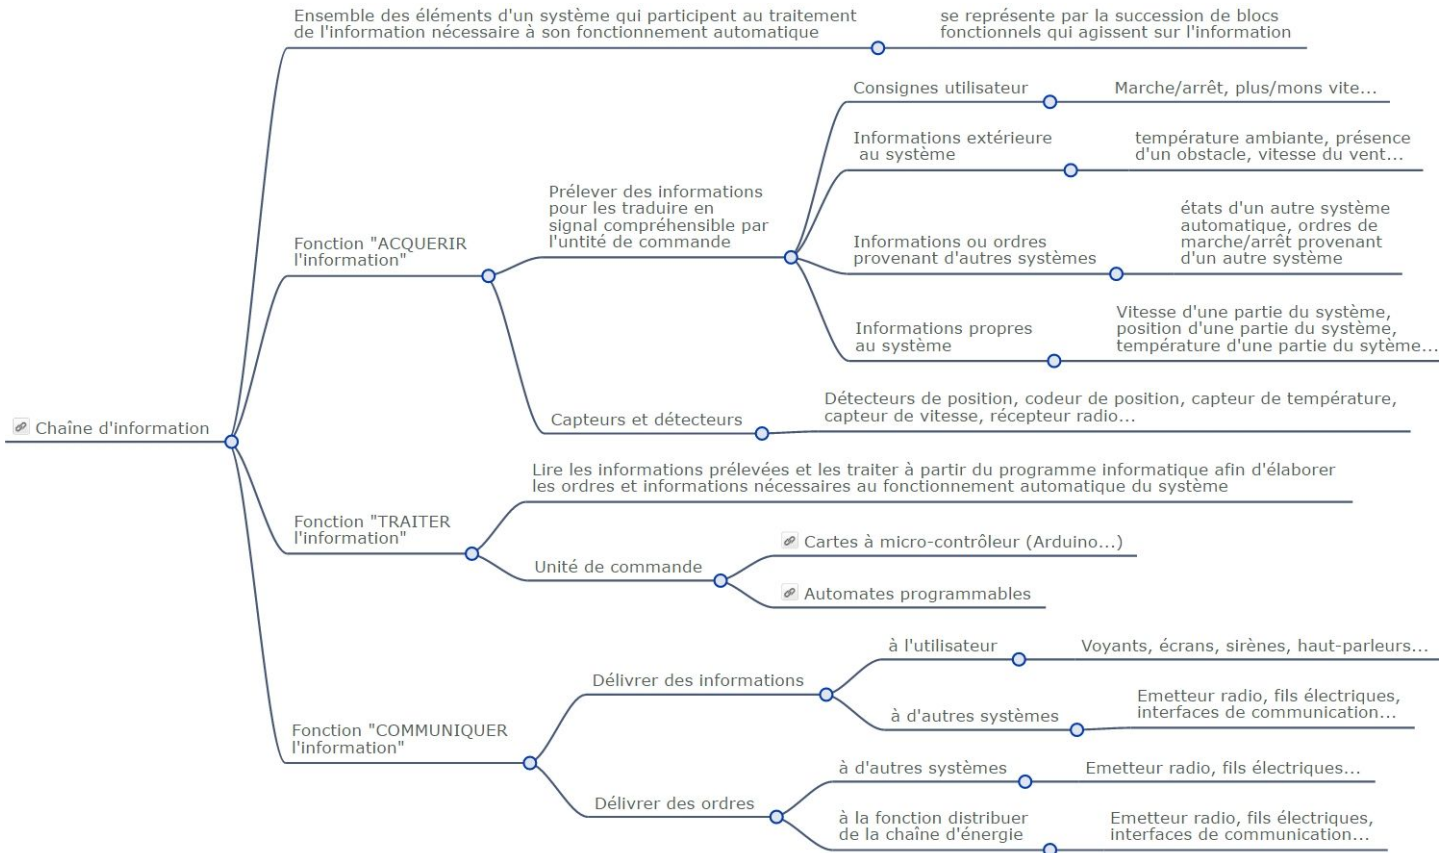 Ensemble des éléments d'un système qui participent au traitement
de l'information nécessaire à son fonctionnement automatique
se représente par la succession de blocs
fonctionnels qui agissent sur l'information
Consignes utilisateur
Marche/arrêt, plus/mons vite...
Informations extérieure
au système
température ambiante, présence
d'un obstacle, vitesse du vent...
Prélever des informations
pour les traduire en
signal compréhensible par
l'untité de commande
Informations ou ordres
provenant d'autres systèmes
états d'un autre système
automatique, ordres de
marche/arrêt provenant
d'un autre système
Fonction "ACQUERIR
l'information"
Informations propres
au système
Vitesse d'une partie du système,
position d'une partie du système,
température d'une partie du sytème...
Capteurs et détecteurs
Détecteurs de position, codeur de position, capteur de température,
capteur de vitesse, récepteur radio...
Chaîne d'information
Lire les informations prélevées et les traiter à partir du programme informatique afin d'élaborer
les ordres et informations nécessaires au fonctionnement automatique du système
Fonction "TRAITER
l'information"
Unité de commande
Cartes à micro-contrôleur (Arduino...)
Automates programmables
Fonction "COMMUNIQUER
l'information"
Délivrer des informations
à l'utilisateur
Voyants, écrans, sirènes, haut-parleurs...
à d'autres systèmes
Emetteur radio, fils électriques,
interfaces de communication...
Délivrer des ordres
à d'autres systèmes
Emetteur radio, fils électriques...
à la fonction distribuer
de la chaîne d'énergie
Emetteur radio, fils électriques,
interfaces de communication...